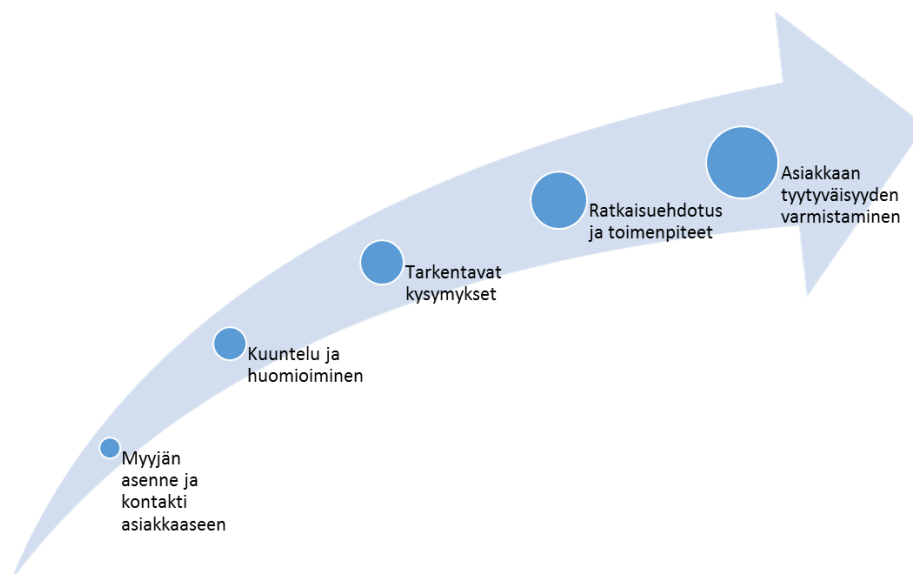 Myyjän
asenne ja
kontakti
asiakkaaseen
Kuuntelu ja
huomioiminen
Tarkentavat
kysymykset
Ratkaisuehdotus
ja toimenpiteet
Asiakkaan
tyytyväisyyden
varmistaminen